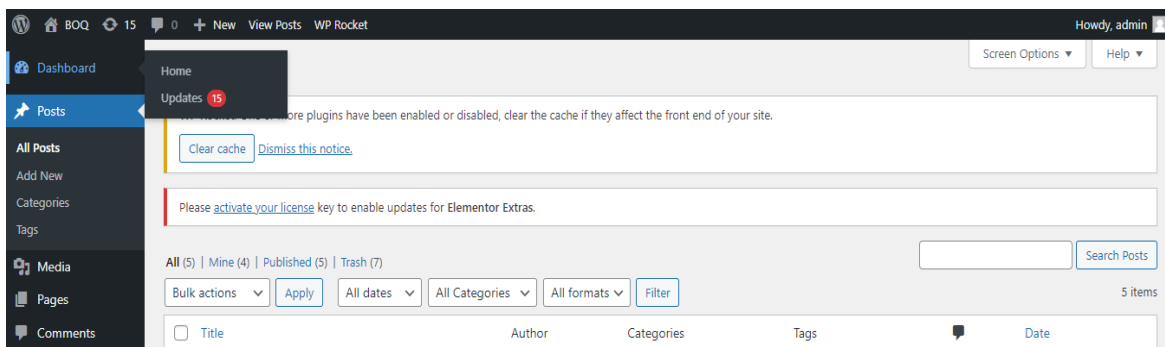 BOQ 15 0 + New View Posts WP Rocket Howdy, admin
Dashboard
Home
Updates 15
Screen Options ▼ Help ▼
Posts
All Posts
Add New
Categories
Tags
Media
Pages
Comments
more plugins have been enabled or disabled, clear the cache if they affect the front end of your site.
Clear cache Dismiss this notice.
Please activate your license key to enable updates for Elementor Extras.
All (5) | Mine (4) | Published (5) | Trash (7)
Search Posts
Bulk actions Apply All dates All Categories All formats Filter 5 items
Title Author Categories Tags Date